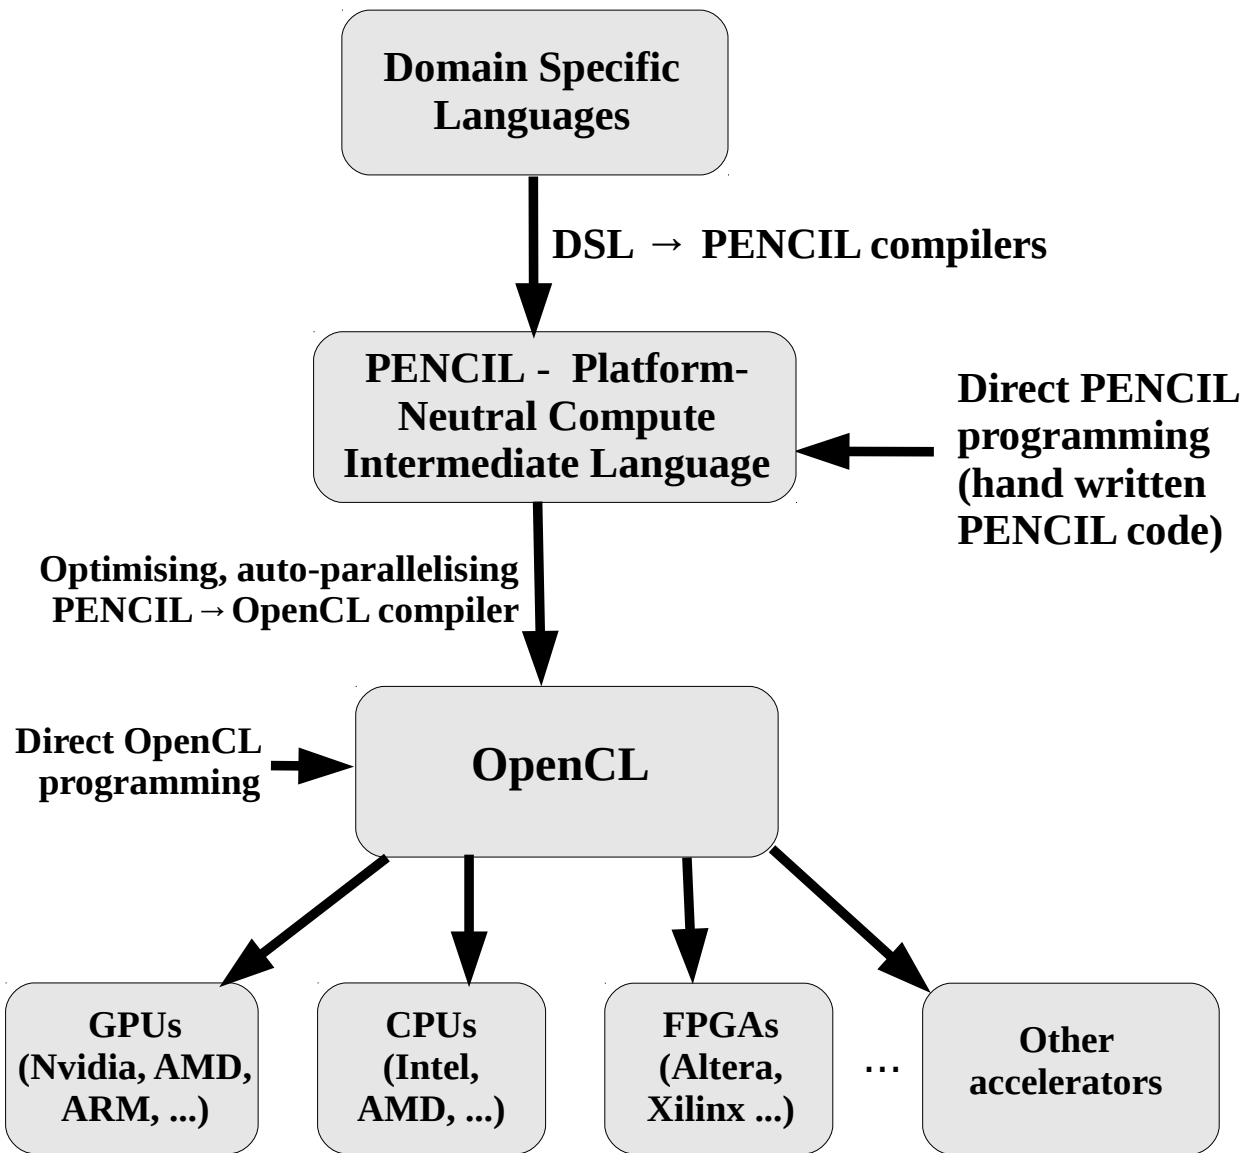 Domain Specific
Languages
DSL → PENCIL compilers
PENCIL - Platform-
Neutral Compute
Intermediate Language
Direct PENCIL
programming
(hand written
PENCIL code)
Optimising, auto-parallelising
PENCIL→OpenCL compiler
Direct OpenCL
programming
OpenCL
GPUs
(Nvidia, AMD,
ARM, ...)
CPUs
(Intel,
AMD, ...)
FPGAs
(Altera,
Xilinx ...)
...
Other
accelerators